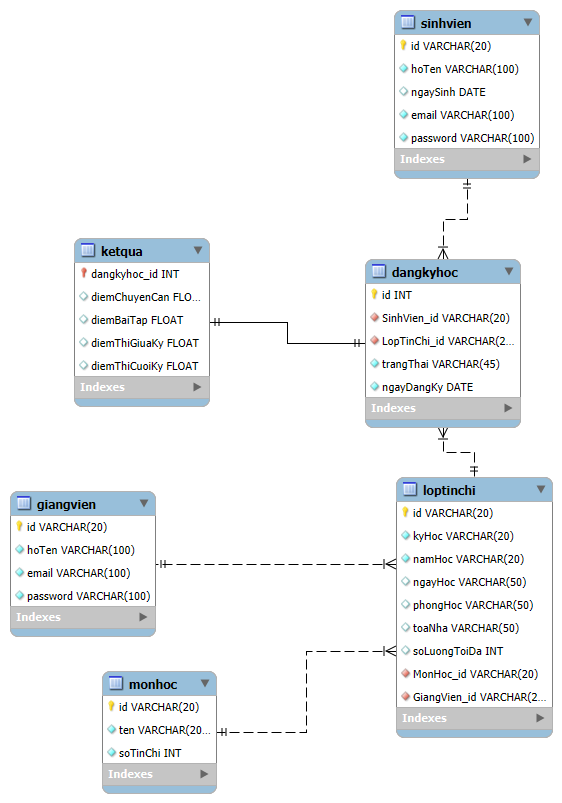 sinhvien
id VARCHAR(20)
hoTen VARCHAR(100)
ngaySinh DATE
email VARCHAR(100)
password VARCHAR(100)
Indexes
ketqua
dangkyhoc_id INT
diemChuyenCan FLO...
diemBaiTap FLOAT
diemThiGiuaKy FLOAT
diemThiCuoiKy FLOAT
Indexes
dangkyhoc
id INT
SinhVien_id VARCHAR(20)
LopTinChi_id VARCHAR(2...
trangThai VARCHAR(45)
ngayDangKy DATE
Indexes
giangvien
id VARCHAR(20)
hoTen VARCHAR(100)
email VARCHAR(100)
password VARCHAR(100)
Indexes
loptinchi
id VARCHAR(20)
kyHoc VARCHAR(20)
namHoc VARCHAR(20)
ngayHoc VARCHAR(50)
phongHoc VARCHAR(50)
toaNha VARCHAR(50)
soLuongToiDa INT
MonHoc_id VARCHAR(20)
GiangVien_id VARCHAR(2...
Indexes
monhoc
id VARCHAR(20)
ten VARCHAR(20...
soTinChi INT
Indexes